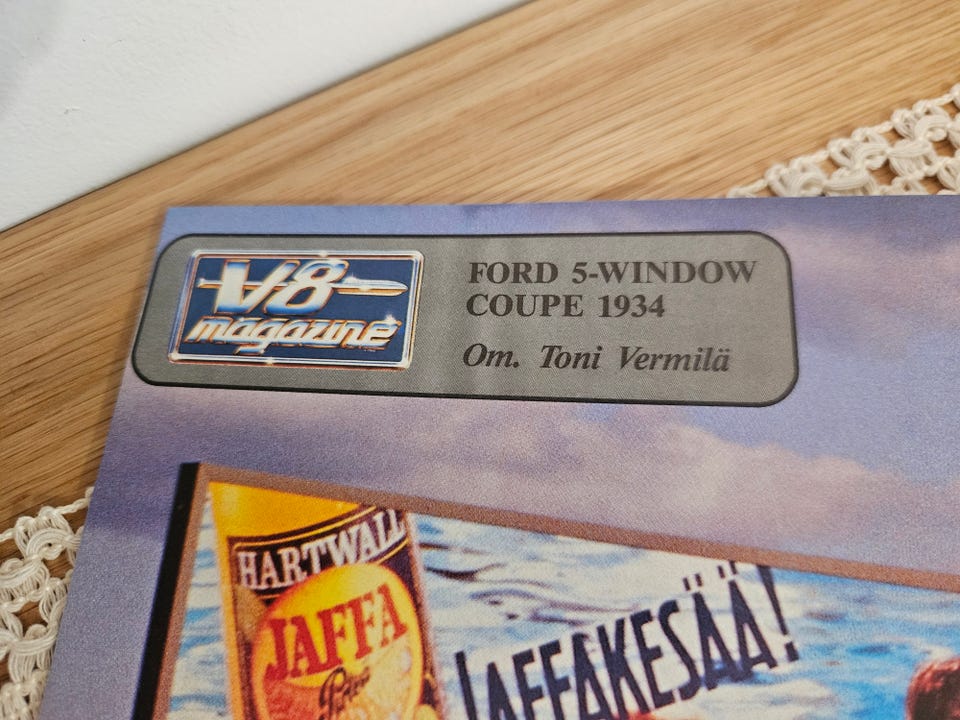 V8
magazine
FORD 5-WINDOW
COUPE 1934
Om. Toni Vermilä
HARTWALL
JAFFA
JAFFAKESÄÄ!